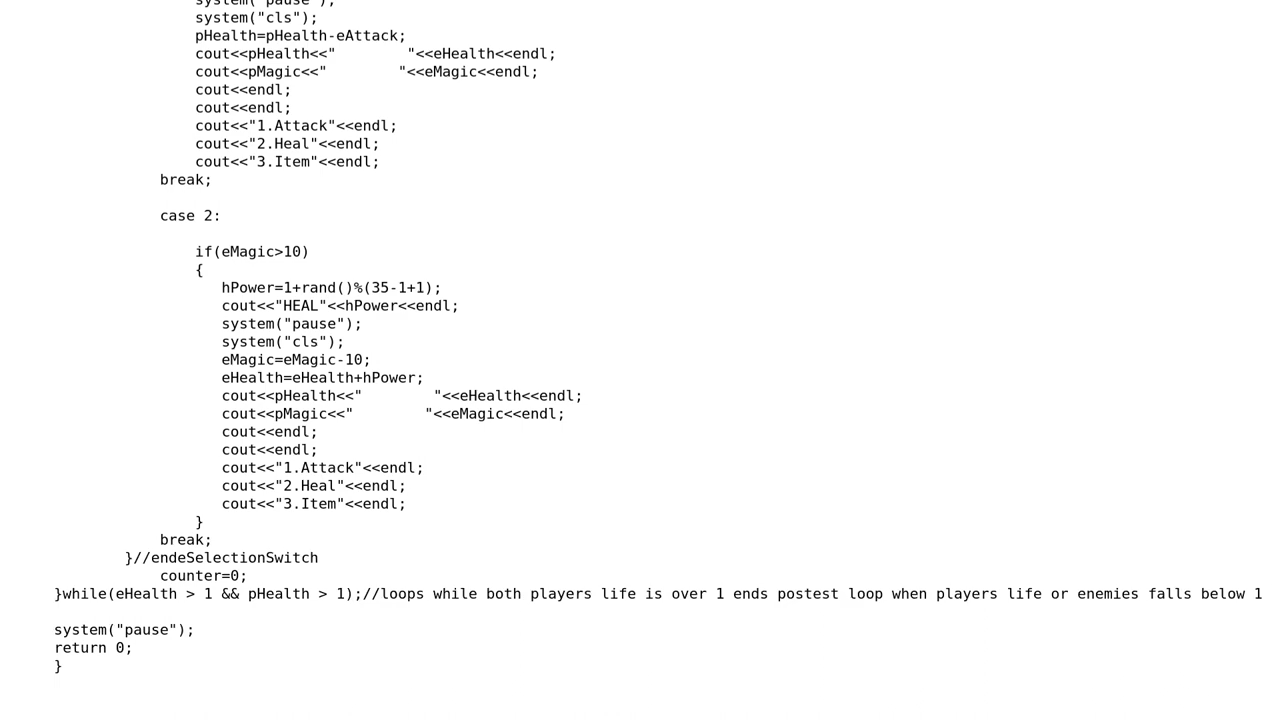 system("pause");
system("cls");
pHealth=pHealth-eAttack;
cout<<pHealth<<"        "<<eHealth<<endl;
cout<<pMagic<<"        "<<eMagic<<endl;
cout<<endl;
cout<<endl;
cout<<"1.Attack"<<endl;
cout<<"2.Heal"<<endl;
cout<<"3.Item"<<endl;
break;
case 2:
if(eMagic>10)
{
hPower=1+rand()%(35-1+1);
cout<<"HEAL"<<hPower<<endl;
system("pause");
system("cls");
eMagic=eMagic-10;
eHealth=eHealth+hPower;
cout<<pHealth<<"        "<<eHealth<<endl;
cout<<pMagic<<"        "<<eMagic<<endl;
cout<<endl;
cout<<endl;
cout<<"1.Attack"<<endl;
cout<<"2.Heal"<<endl;
cout<<"3.Item"<<endl;
}
break;
}//endeSelectionSwitch
counter=0;
}while(eHealth > 1 && pHealth > 1);//loops while both players life is over 1 ends postest loop when players life or enemies falls below 1
system("pause");
return 0;
}